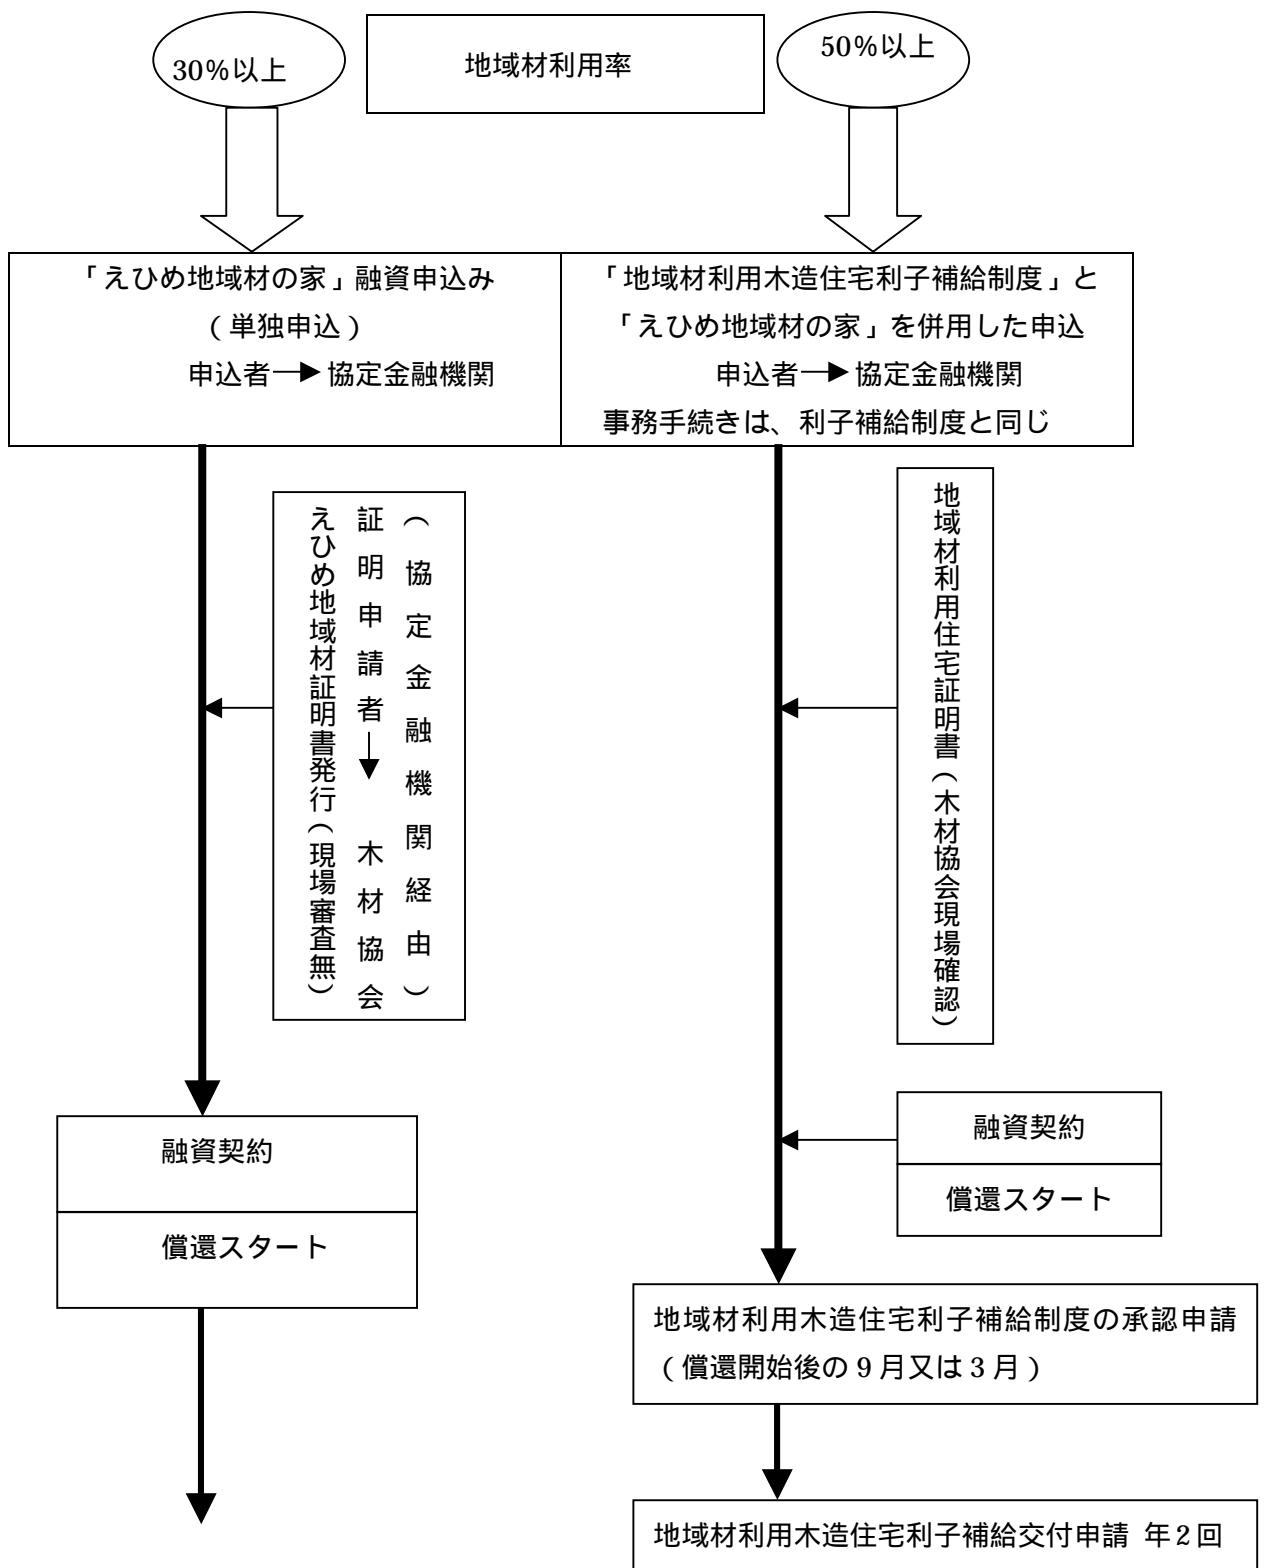 30%以上
地域材利用率
50%以上
「えひめ地域材の家」融資申込み
(単独申込)
申込者→協定金融機関
「地域材利用木造住宅利子補給制度」と
「えひめ地域材の家」を併用した申込
申込者→協定金融機関
事務手続きは、利子補給制度と同じ
(協定金融機関経由)
証明申請者→木材協会
えひめ地域材証明書発行(現場審査無)
地域材利用住宅証明書(木材協会現場確認)
融資契約
償還スタート
融資契約
償還スタート
地域材利用木造住宅利子補給制度の承認申請
(償還開始後の9月又は3月)
地域材利用木造住宅利子補給交付申請 年2回